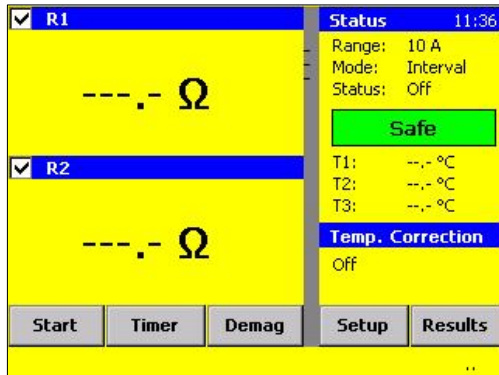 R1
---.- Ω
R2
---.- Ω
Status 11:36
Range: 10 A
Mode: Interval
Status: Off
Safe
T1: --.- °C
T2: --.- °C
T3: --.- °C
Temp. Correction
Off
Start Timer Demag Setup Results
..